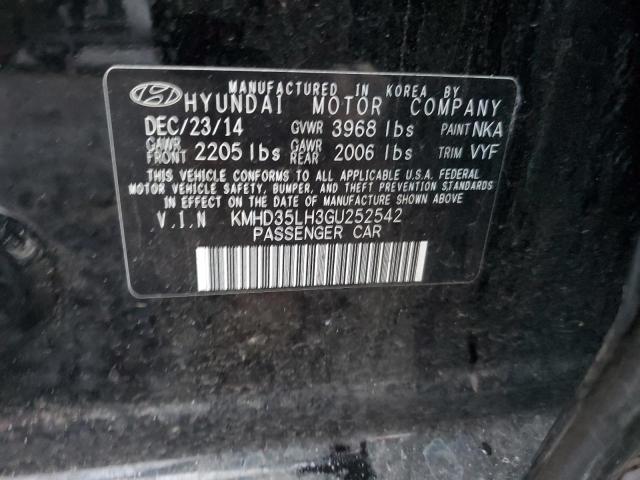 MANUFACTURED IN KOREA BY
HYUNDAI MOTOR COMPANY
DEC/23/14 GVWR 3968 lbs PAINT NKA
GAWR FRONT 2205 lbs GAWR REAR 2006 lbs TRIM VYF
THIS VEHICLE CONFORMS TO ALL APPLICABLE U.S.A. FEDERAL
MOTOR VEHICLE SAFETY, BUMPER, AND THEFT PREVENTION STANDARDS
IN EFFECT ON THE DATE OF MANUFACTURE SHOWN ABOVE.
V.I.N KMHD35LH3GU252542
PASSENGER CAR